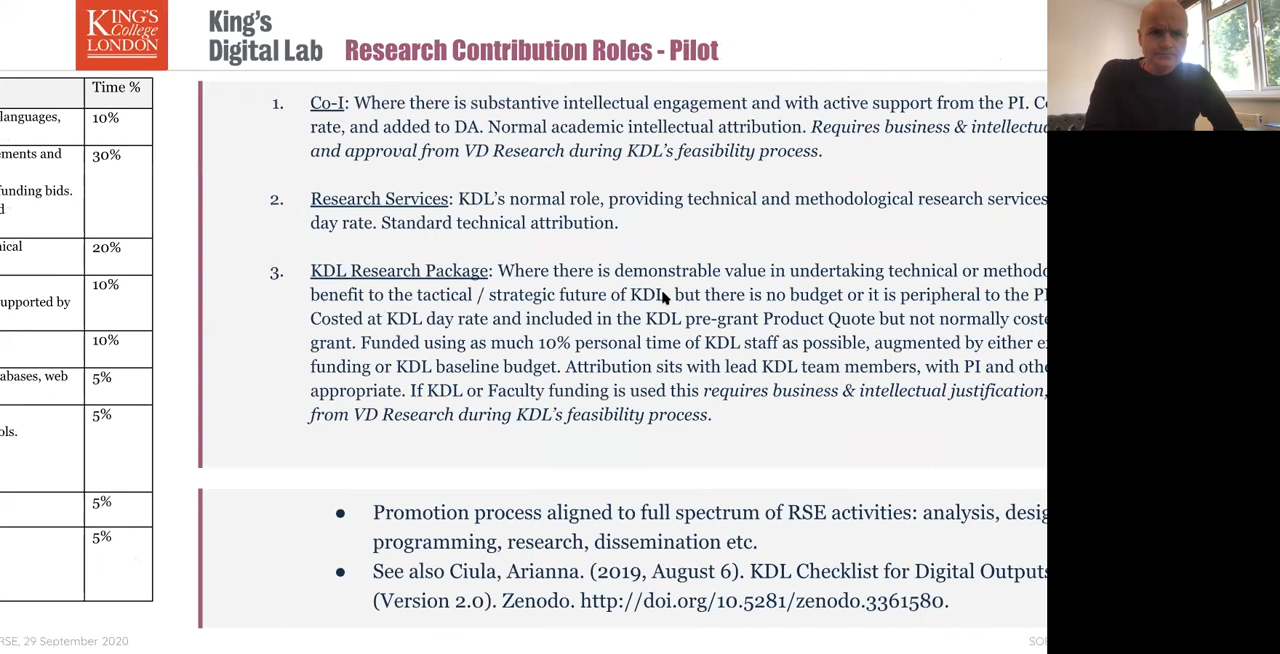 KING'S
College
LONDON
King's
Digital Lab
Research Contribution Roles - Pilot
Time %
languages,
10%
ements and
30%
funding bids.
d
ical
20%
10%
upported by
10%
abases, web
5%
5%
ols.
5%
5%
1. Co-I: Where there is substantive intellectual engagement and with active support from the PI. C
rate, and added to DA. Normal academic intellectual attribution. Requires business & intellectu
and approval from VD Research during KDL's feasibility process.
2. Research Services: KDL's normal role, providing technical and methodological research services
day rate. Standard technical attribution.
3. KDL Research Package: Where there is demonstrable value in undertaking technical or methodo
benefit to the tactical / strategic future of KDL, but there is no budget or it is peripheral to the PI
Costed at KDL day rate and included in the KDL pre-grant Product Quote but not normally coste
grant. Funded using as much 10% personal time of KDL staff as possible, augmented by either e
funding or KDL baseline budget. Attribution sits with lead KDL team members, with PI and othe
appropriate. If KDL or Faculty funding is used this requires business & intellectual justification,
from VD Research during KDL's feasibility process.
● Promotion process aligned to full spectrum of RSE activities: analysis, desig
programming, research, dissemination etc.
● See also Ciula, Arianna. (2019, August 6). KDL Checklist for Digital Outputs
(Version 2.0). Zenodo. http://doi.org/10.5281/zenodo.3361580.
RSE, 29 September 2020
SO